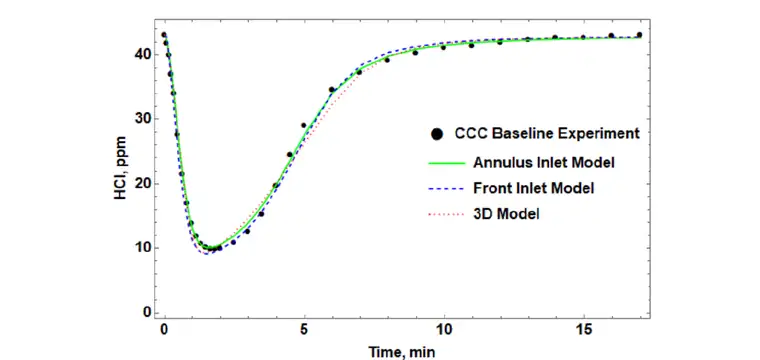 40
30
20
10
0
HCl, ppm
CCC Baseline Experiment
Annulus Inlet Model
Front Inlet Model
3D Model
0 5 10 15
Time, min